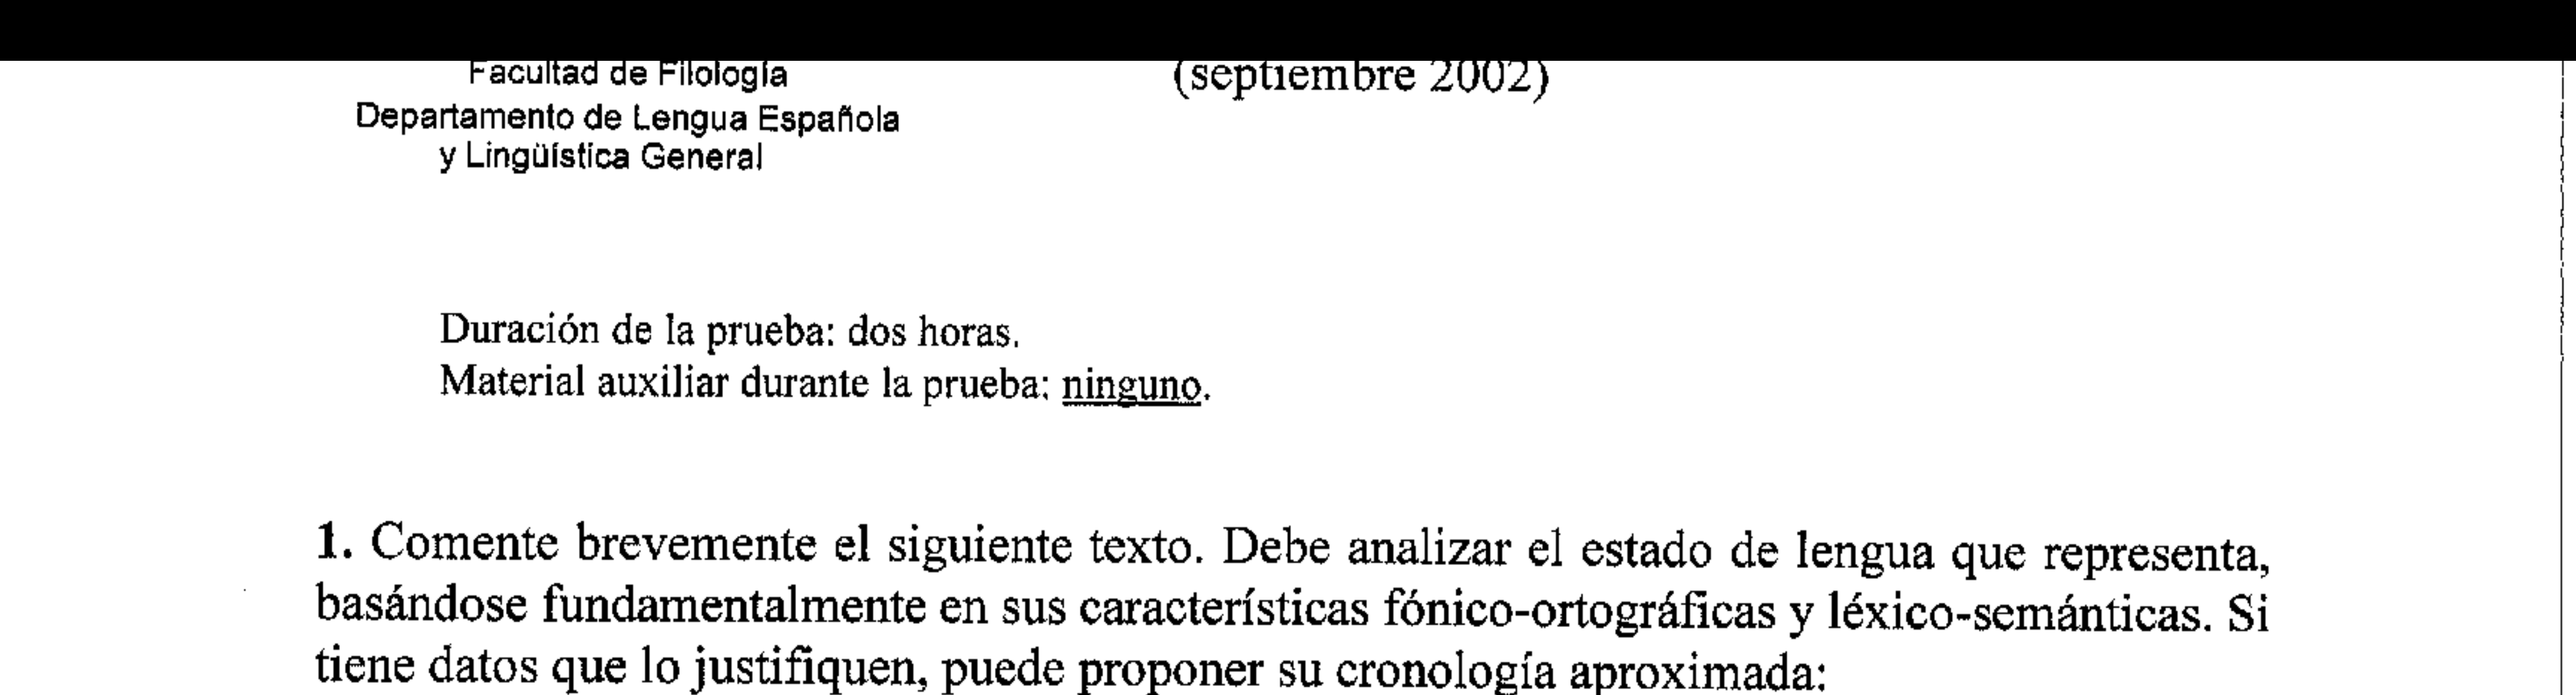 Facultad de Filología
(septiembre 2002)
Departamento de Lengua Española
y Lingüística General
Duración de la prueba: dos horas.
Material auxiliar durante la prueba: ninguno.
1. Comente brevemente el siguiente texto. Debe analizar el estado de lengua que representa,
basándose fundamentalmente en sus características fónico-ortográficas y léxico-semánticas. Si
tiene datos que lo justifiquen, puede proponer su cronología aproximada: